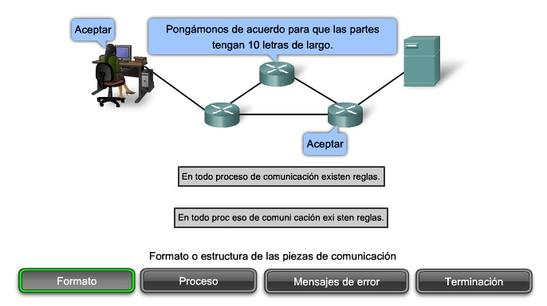 Aceptar
Pongámonos de acuerdo para que las partes
tengan 10 letras de largo.
Aceptar
En todo proceso de comunicación existen reglas.
En todo proc eso de comuni cación exi sten reglas.
Formato o estructura de las piezas de comunicación
Formato
Proceso
Mensajes de error
Terminación